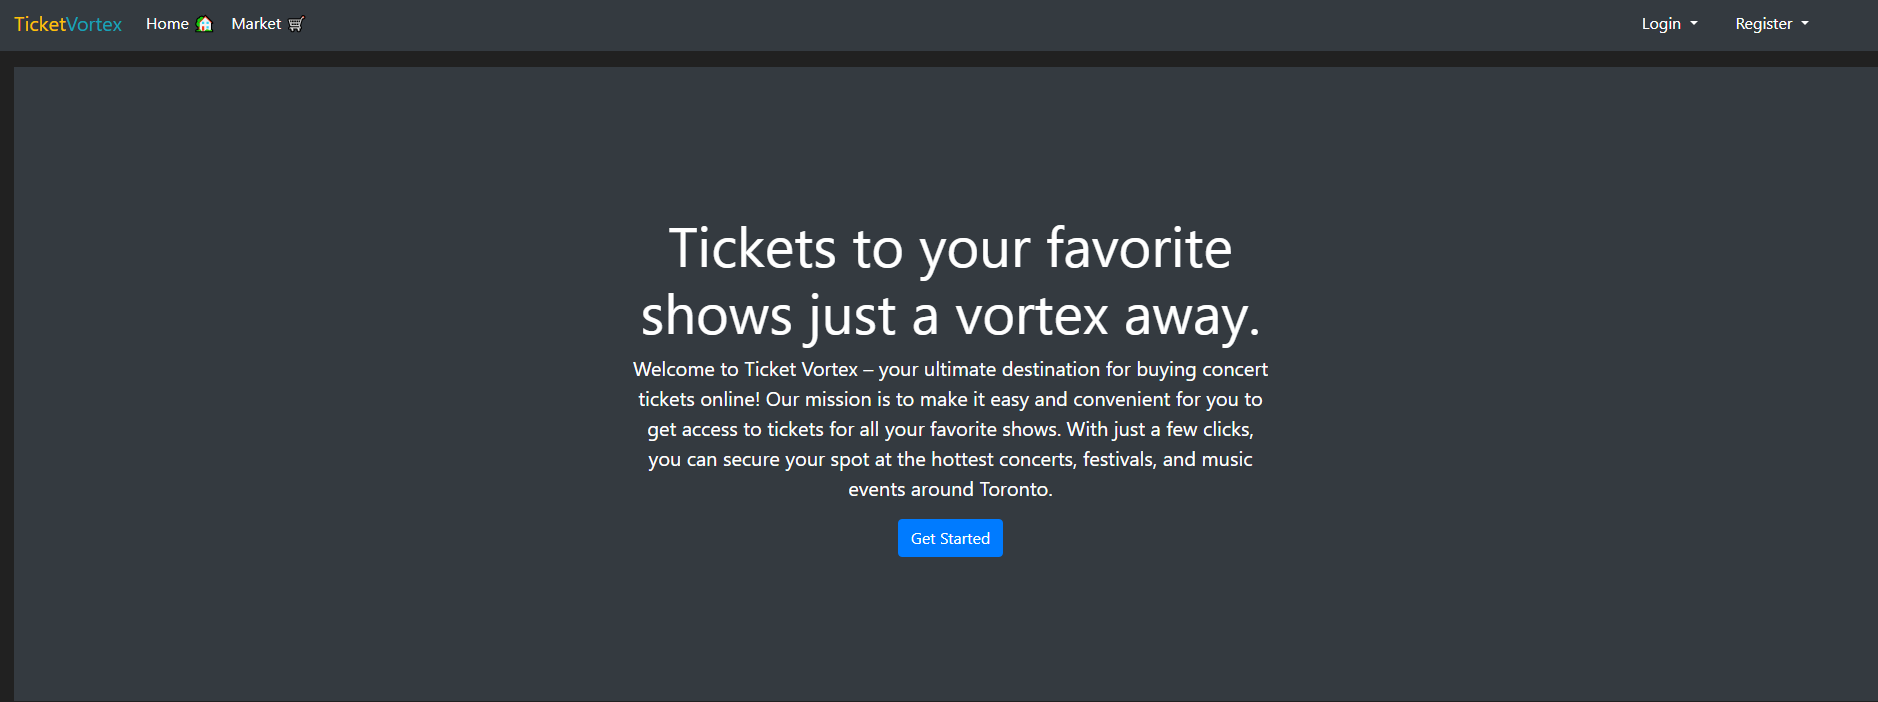 TicketVortex Home Market Login Register
Tickets to your favorite
shows just a vortex away.
Welcome to Ticket Vortex – your ultimate destination for buying concert
tickets online! Our mission is to make it easy and convenient for you to
get access to tickets for all your favorite shows. With just a few clicks,
you can secure your spot at the hottest concerts, festivals, and music
events around Toronto.
Get Started